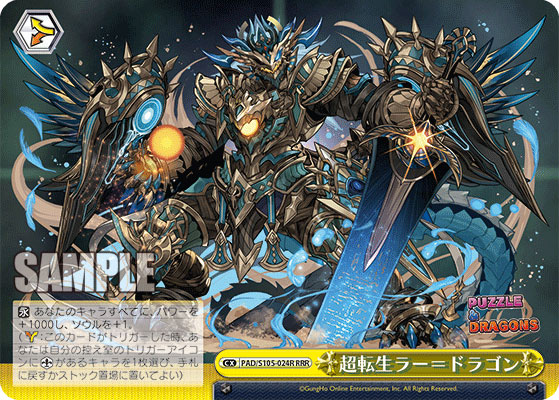 SAMPLE
PUZZLE & DRAGONS
永 あなたのキャラすべてに、パワーを
+1000し、ソウルを+1。
(:このカードがトリガーした時、あ
なたは自分の控え室のトリガーアイコ
ンにがあるキャラを1枚選び、手札
に戻すかストック置場に置いてよい)
CX PAD/S105-024R RRR
超転生ラー=ドラゴン
©GungHo Online Entertainment, Inc. All Rights Reserved.